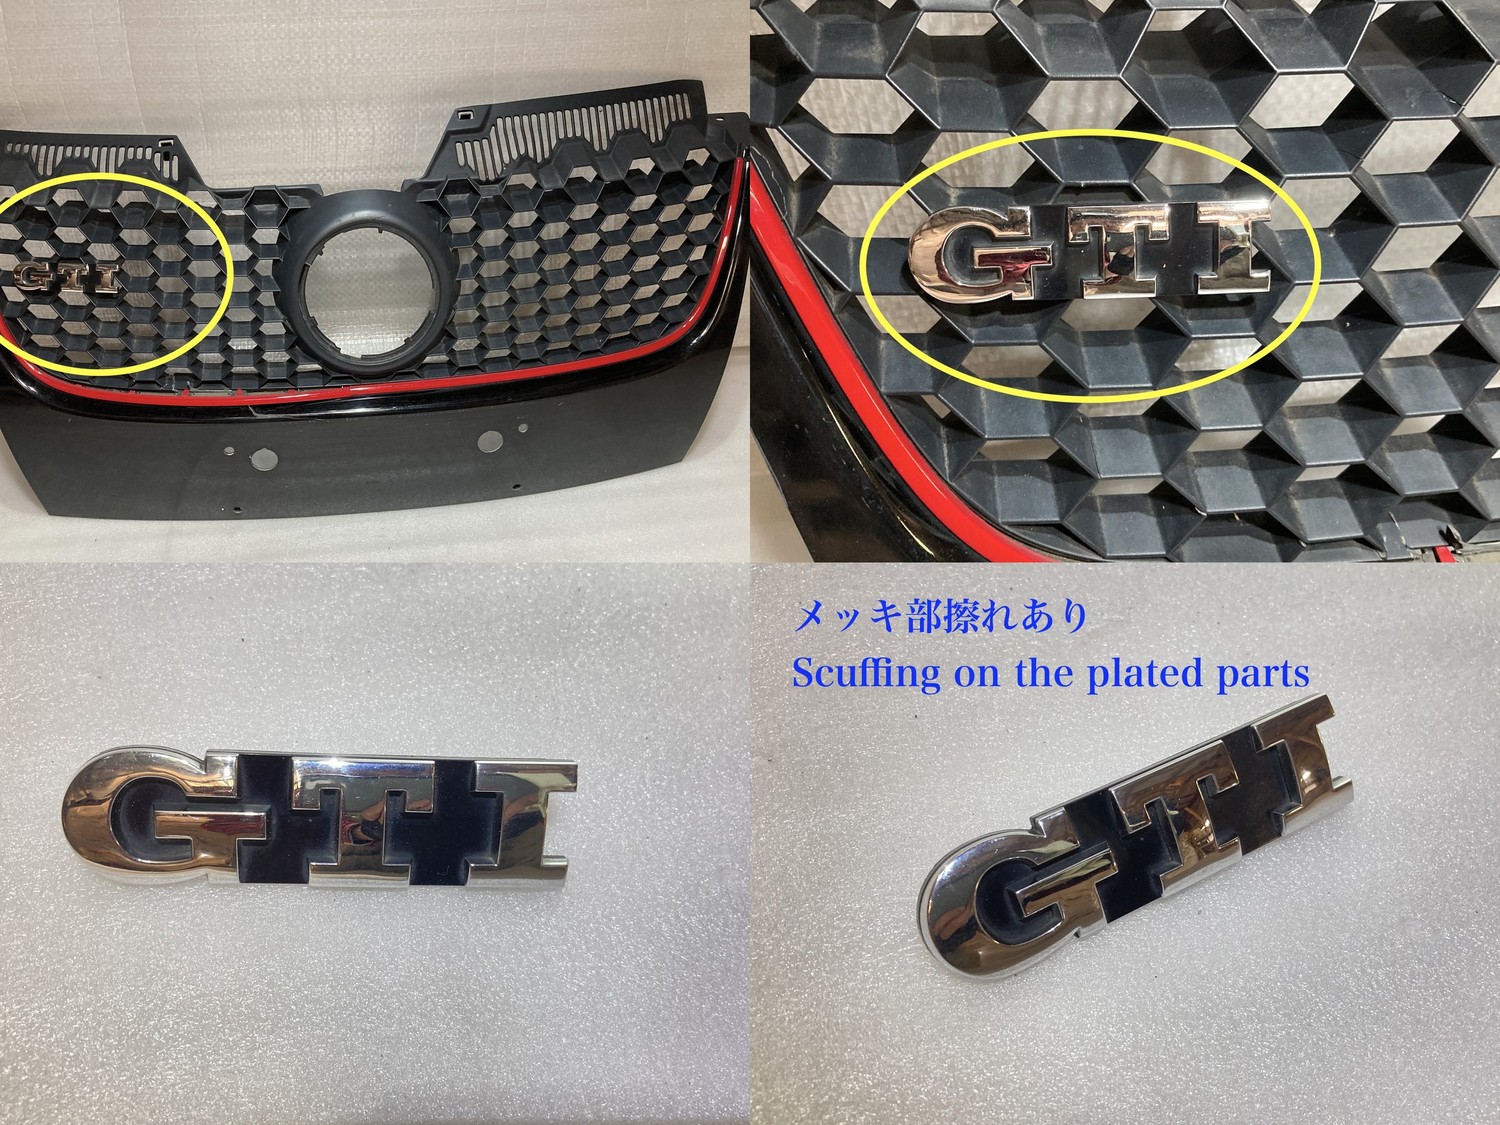 GTI
GTI
GTI
メッキ部擦れあり
Scuffing on the plated parts
GTI